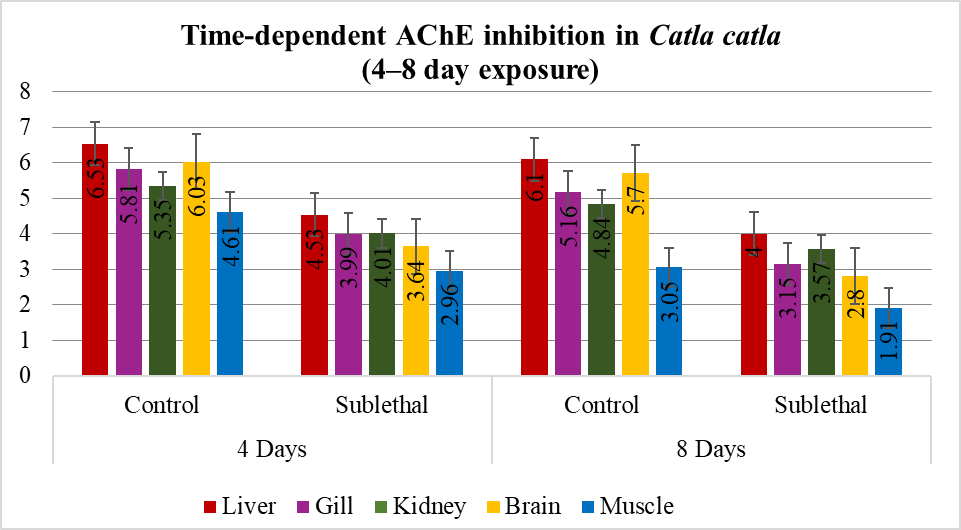 Time-dependent AChE inhibition in Catla catla
(4–8 day exposure)
8
7
6
5
4
3
2
1
0
6.53
5.81
5.35
6.03
4.61
4.53
3.99
4.01
3.64
2.96
6.1
5.16
4.84
5.7
3.05
4
3.15
3.57
2.8
1.91
Control
Sublethal
Control
Sublethal
4 Days
8 Days
Liver
Gill
Kidney
Brain
Muscle